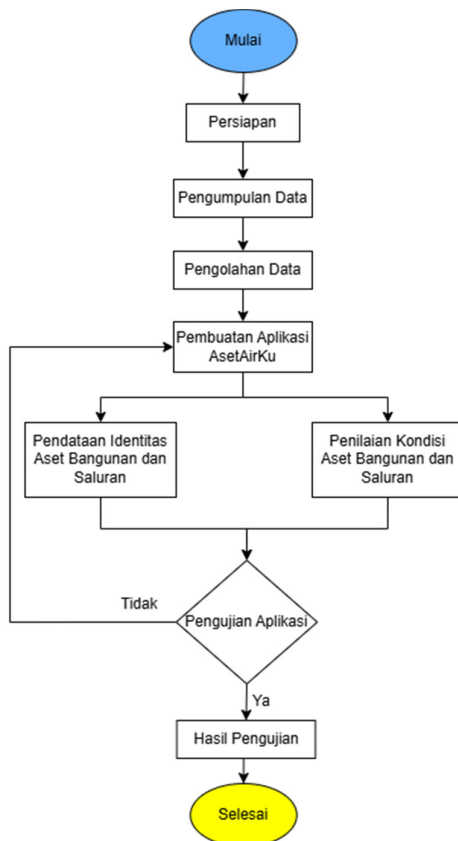 Mulai
Persiapan
Pengumpulan Data
Pengolahan Data
Pembuatan Aplikasi
AsetAirKu
Pendataan Identitas
Aset Bangunan dan
Saluran
Penilaian Kondisi
Aset Bangunan dan
Saluran
Tidak
Pengujian Aplikasi
Ya
Hasil Pengujian
Selesai